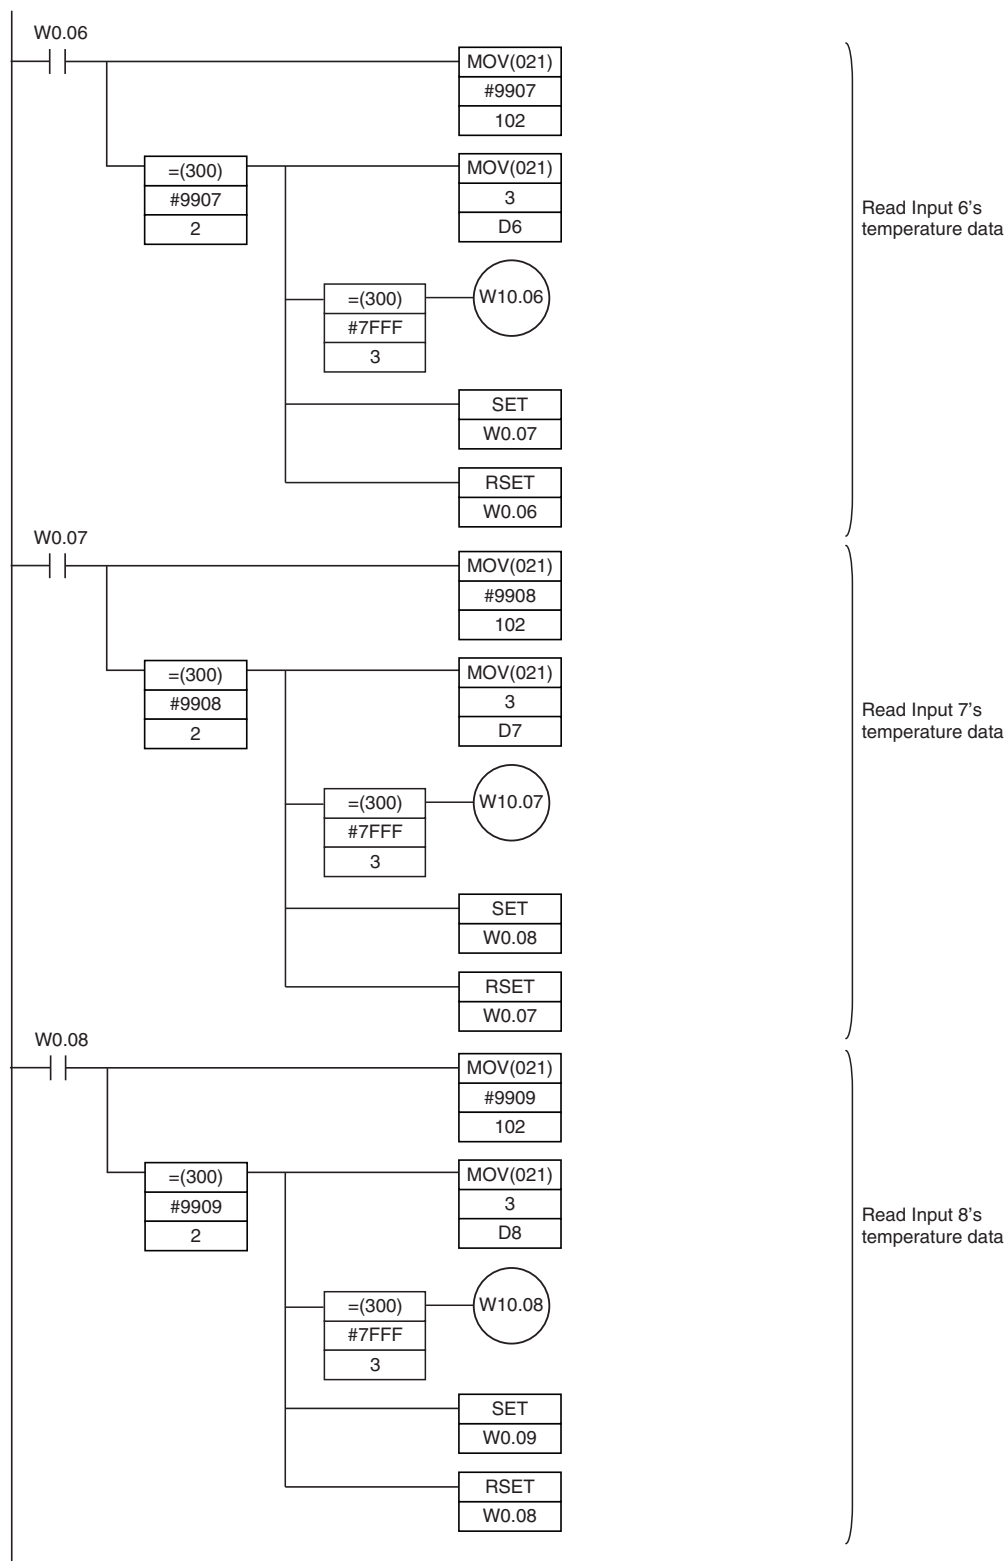 W0.06
MOV(021)
#9907
102
=(300)
#9907
2
MOV(021)
3
D6
=(300)
#7FFF
3
W10.06
SET
W0.07
RSET
W0.06
Read Input 6's
temperature data
W0.07
MOV(021)
#9908
102
=(300)
#9908
2
MOV(021)
3
D7
=(300)
#7FFF
3
W10.07
SET
W0.08
RSET
W0.07
Read Input 7's
temperature data
W0.08
MOV(021)
#9909
102
=(300)
#9909
2
MOV(021)
3
D8
=(300)
#7FFF
3
W10.08
SET
W0.09
RSET
W0.08
Read Input 8's
temperature data